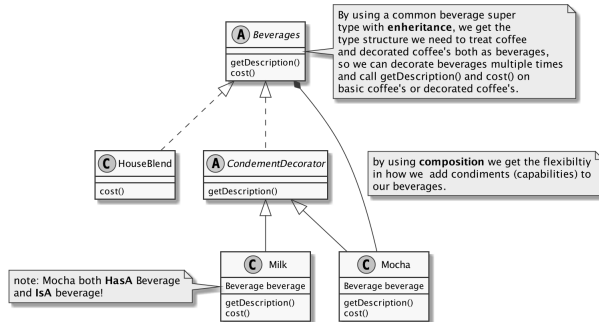 A Beverages
getDescription()
cost()
By using a common beverage super
type with enheritance, we get the
type structure we need to treat coffee
and decorated coffee's both as beverages,
so we can decorate beverages multiple times
and call getDescription() and cost() on
basic coffee's or decorated coffee's.
C HouseBlend
cost()
A CondementDecorator
getDescription()
by using composition we get the flexibiltiy
in how we add condiments (capabilities) to
our beverages.
note: Mocha both HasA Beverage
and IsA beverage!
C Milk
Beverage beverage
getDescription()
cost()
C Mocha
Beverage beverage
getDescription()
cost()